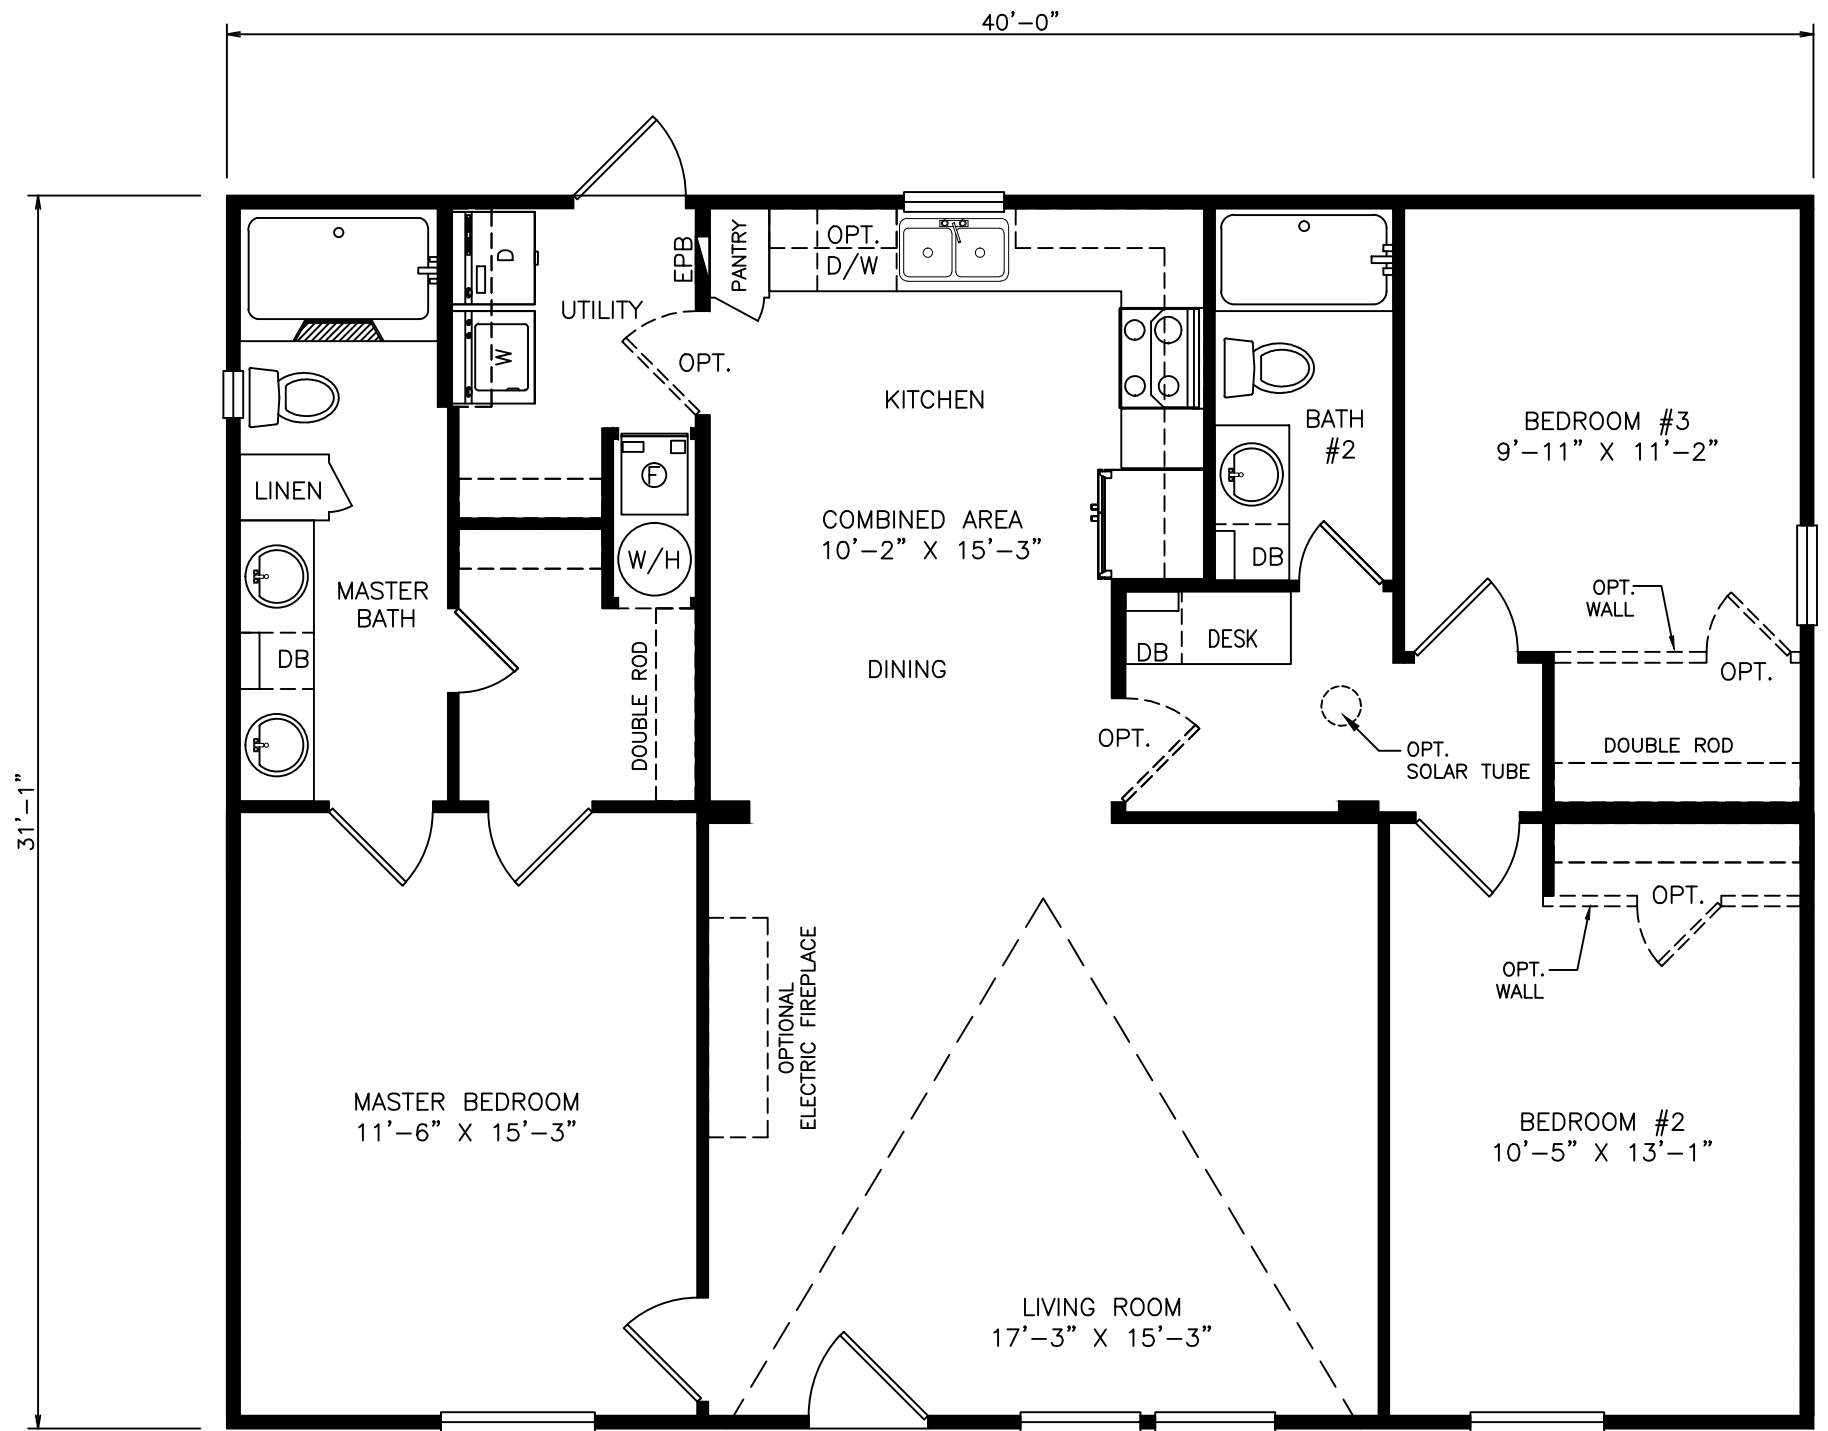 40'-0"
31'-1"
D
W
UTILITY
EPB
PANTRY
OPT.
D/W
OPT.
KITCHEN
COMBINED AREA
10'-2" X 15'-3"
DINING
F
W/H
LINEN
MASTER
BATH
DB
DOUBLE ROD
BATH
#2
DB
DB
DESK
OPT.
OPT.
SOLAR TUBE
BEDROOM #3
9'-11" X 11'-2"
OPT.
WALL
OPT.
DOUBLE ROD
OPT.
OPT.
WALL
BEDROOM #2
10'-5" X 13'-1"
MASTER BEDROOM
11'-6" X 15'-3"
OPTIONAL
ELECTRIC FIREPLACE
LIVING ROOM
17'-3" X 15'-3"